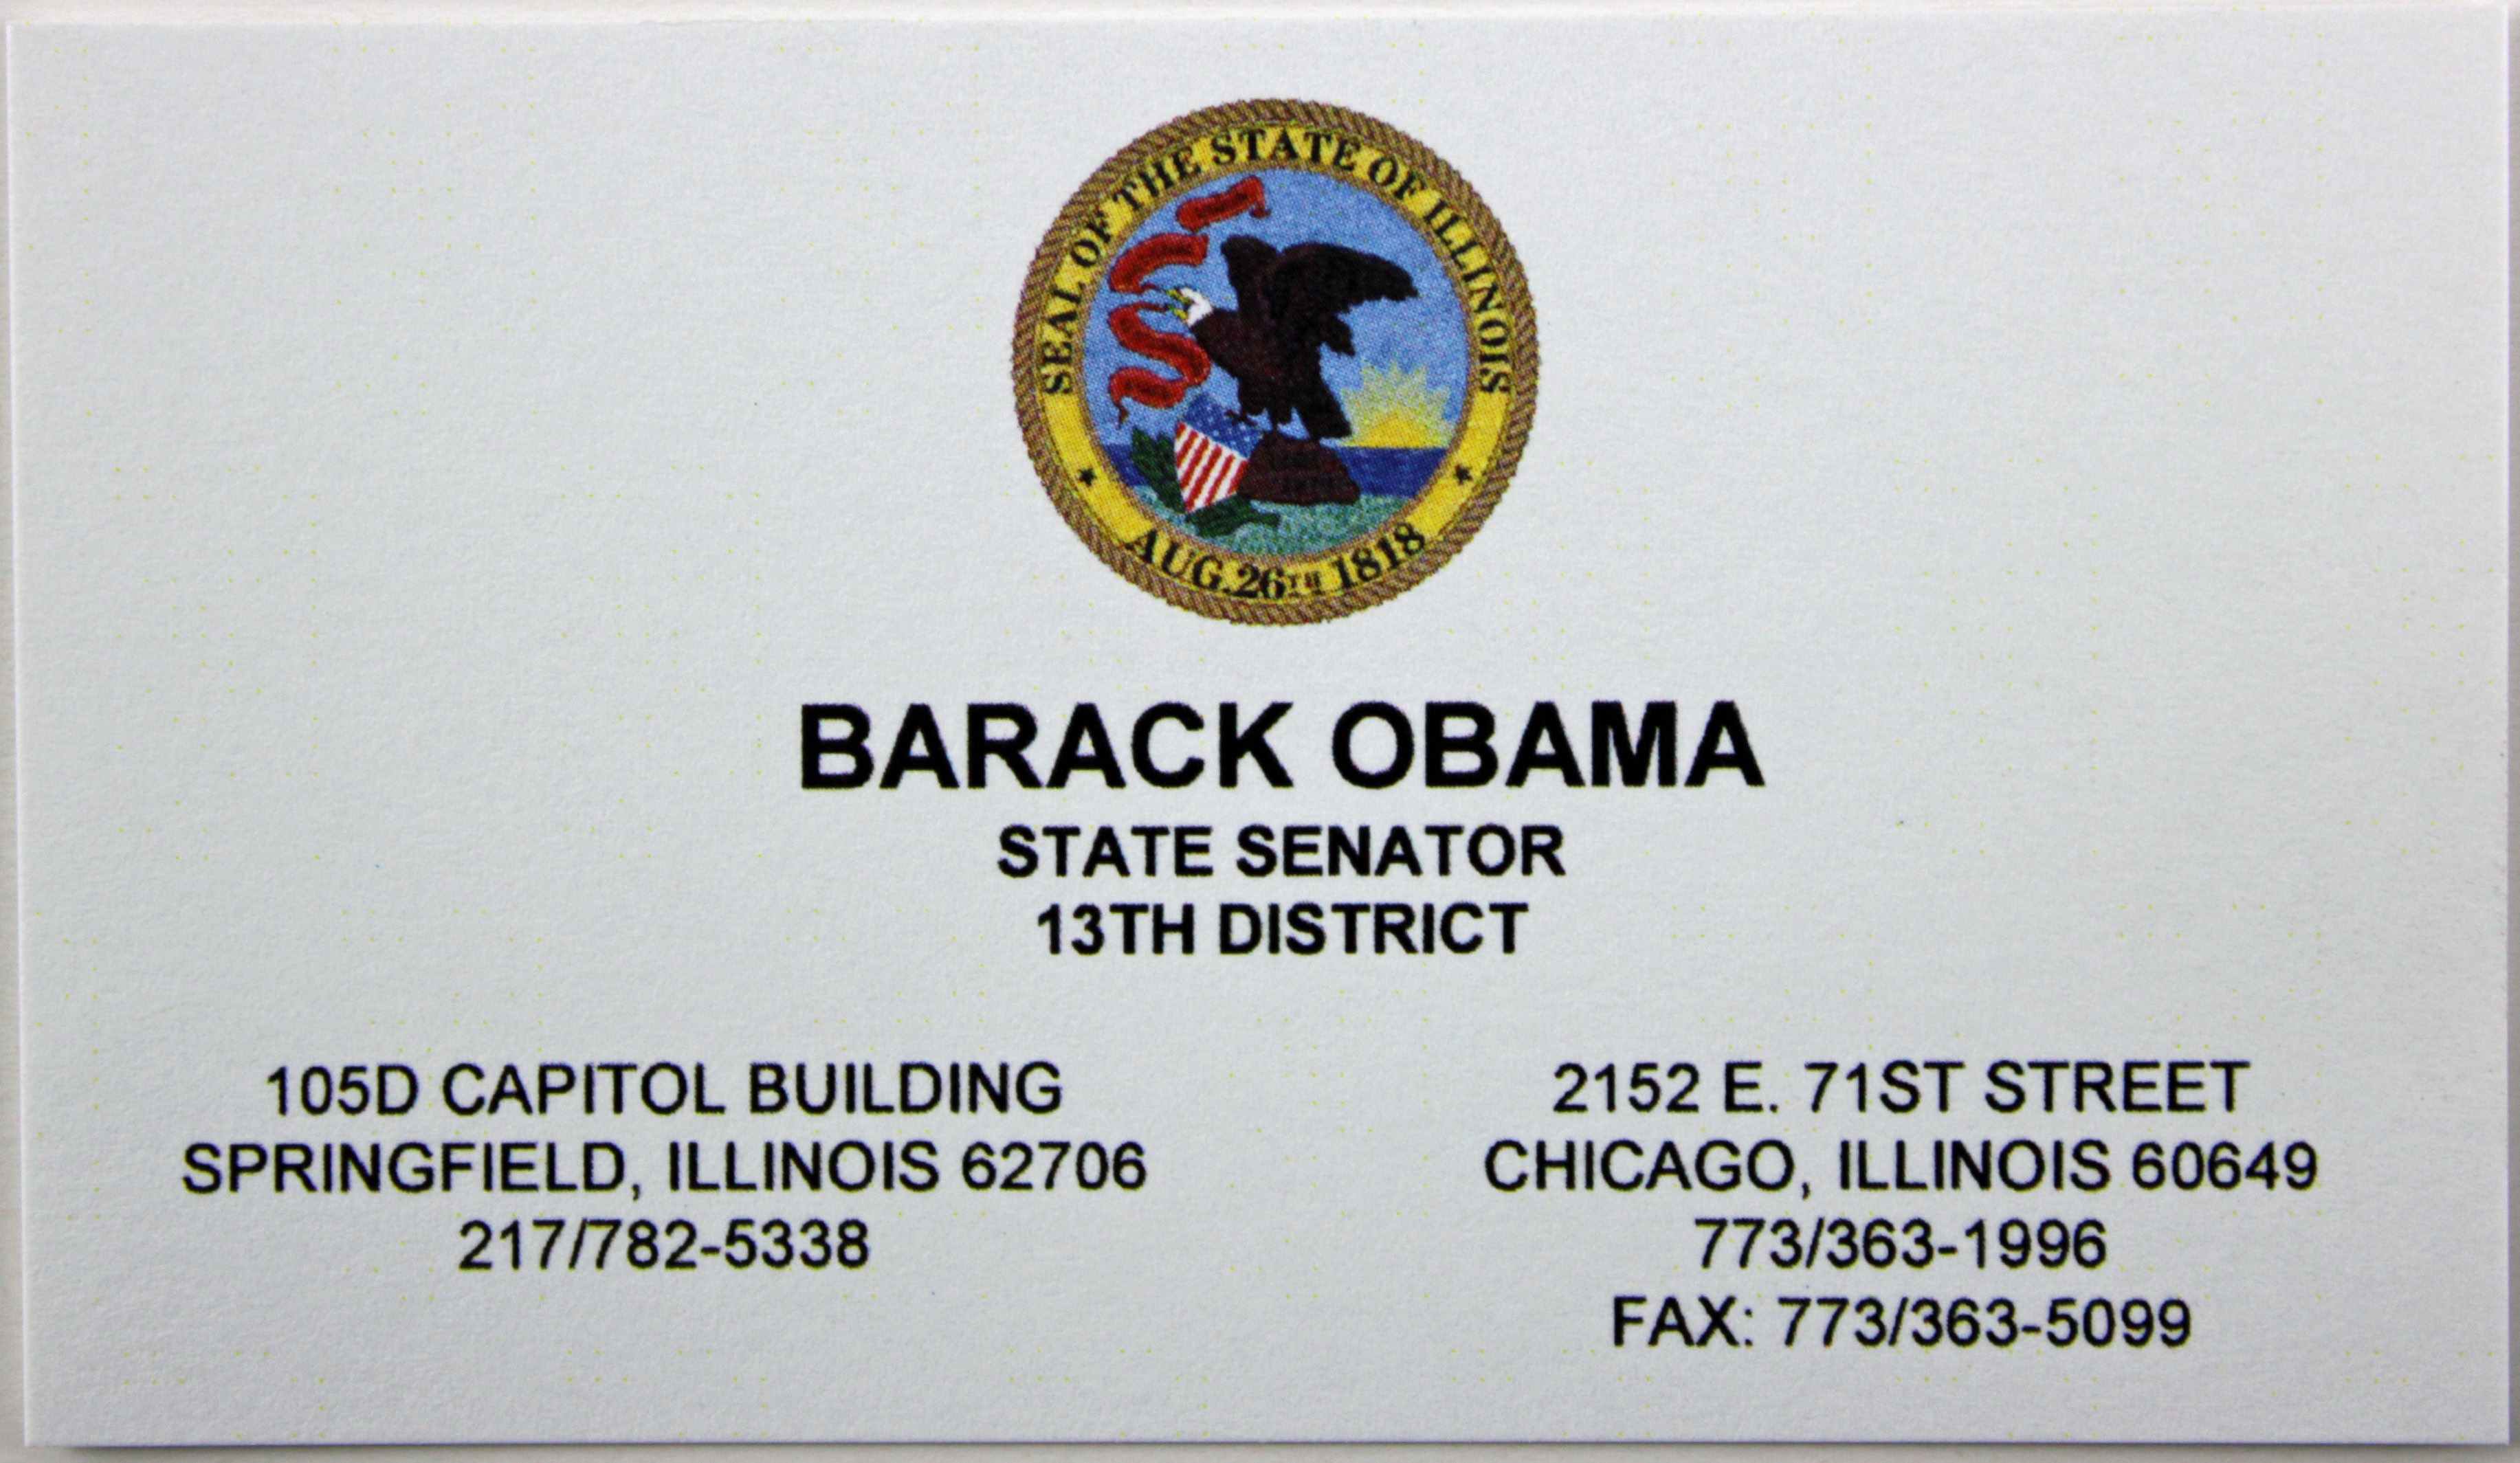 SEAL OF THE STATE OF ILLINOIS
AUG. 26TH 1818
BARACK OBAMA
STATE SENATOR
13TH DISTRICT
105D CAPITOL BUILDING
SPRINGFIELD, ILLINOIS 62706
217/782-5338
2152 E. 71ST STREET
CHICAGO, ILLINOIS 60649
773/363-1996
FAX: 773/363-5099